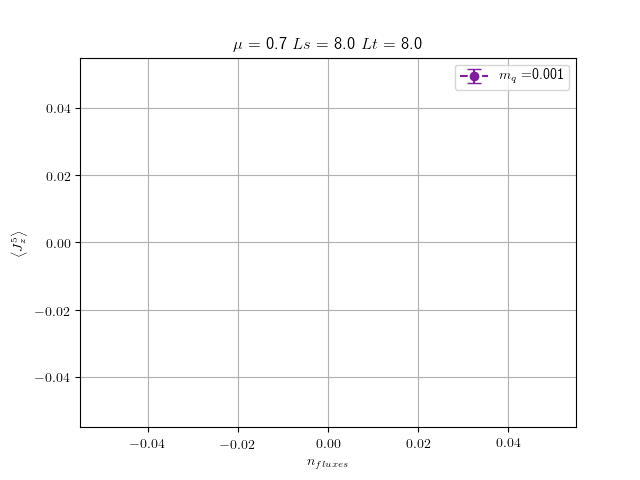 μ = 0.7 Ls = 8.0 Lt = 8.0
m_q =0.001
0.04
0.02
0.00
−0.02
−0.04
⟨J_z^5⟩
−0.04 −0.02 0.00 0.02 0.04
n_fluxes